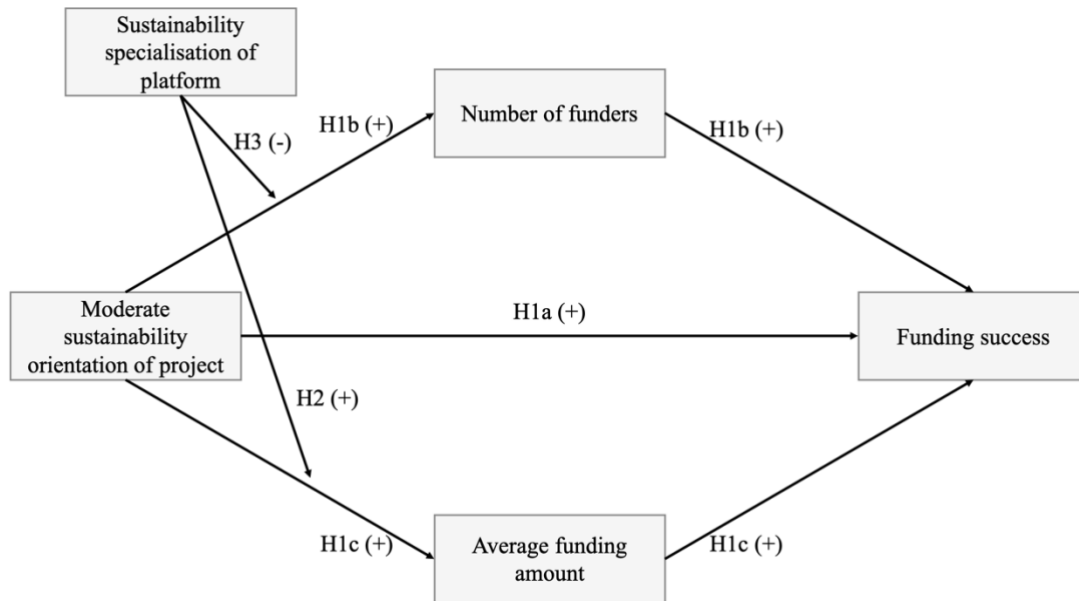 Sustainability
specialisation of
platform
Number of funders
H1b (+)
H1b (+)
H3 (-)
Moderate
sustainability
orientation of project
H1a (+)
Funding success
H2 (+)
H1c (+)
Average funding
amount
H1c (+)